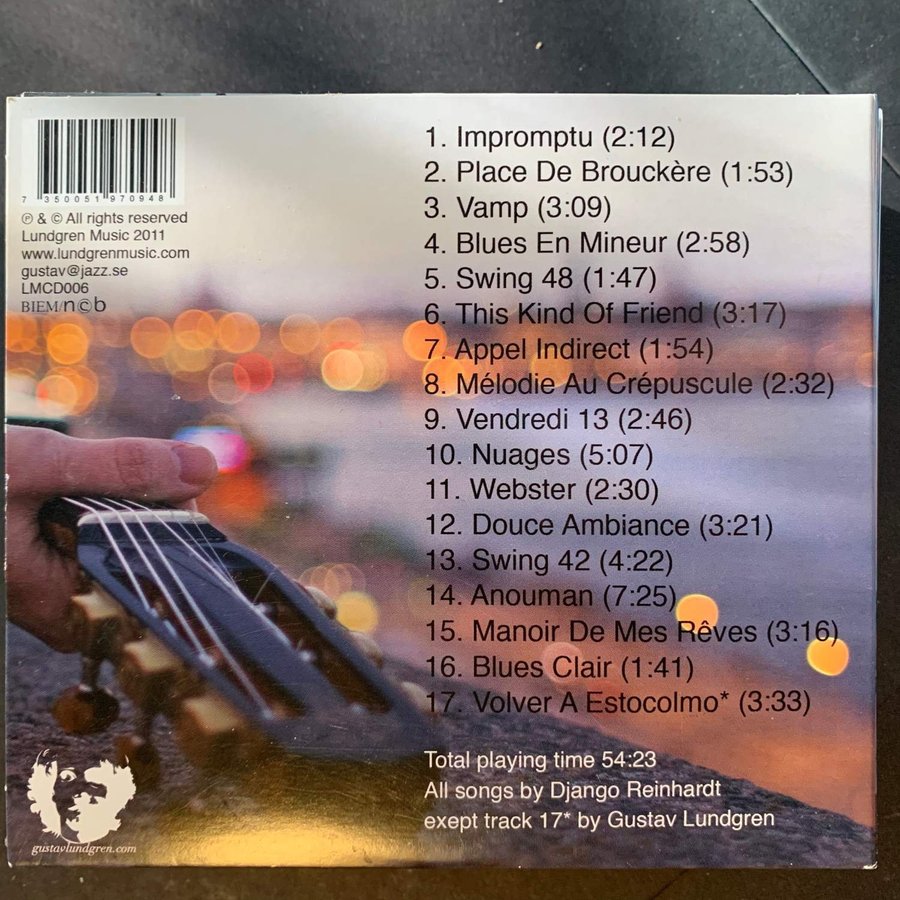 7 350051 970948
℗ & © All rights reserved
Lundgren Music 2011
www.lundgrenmusic.com
gustav@jazz.se
LMCD006
BIEM/n©b
1. Impromptu (2:12)
2. Place De Brouckère (1:53)
3. Vamp (3:09)
4. Blues En Mineur (2:58)
5. Swing 48 (1:47)
6. This Kind Of Friend (3:17)
7. Appel Indirect (1:54)
8. Mélodie Au Crépuscule (2:32)
9. Vendredi 13 (2:46)
10. Nuages (5:07)
11. Webster (2:30)
12. Douce Ambiance (3:21)
13. Swing 42 (4:22)
14. Anouman (7:25)
15. Manoir De Mes Rêves (3:16)
16. Blues Clair (1:41)
17. Volver A Estocolmo* (3:33)
Total playing time 54:23
All songs by Django Reinhardt
exept track 17* by Gustav Lundgren
gustavlundgren.com